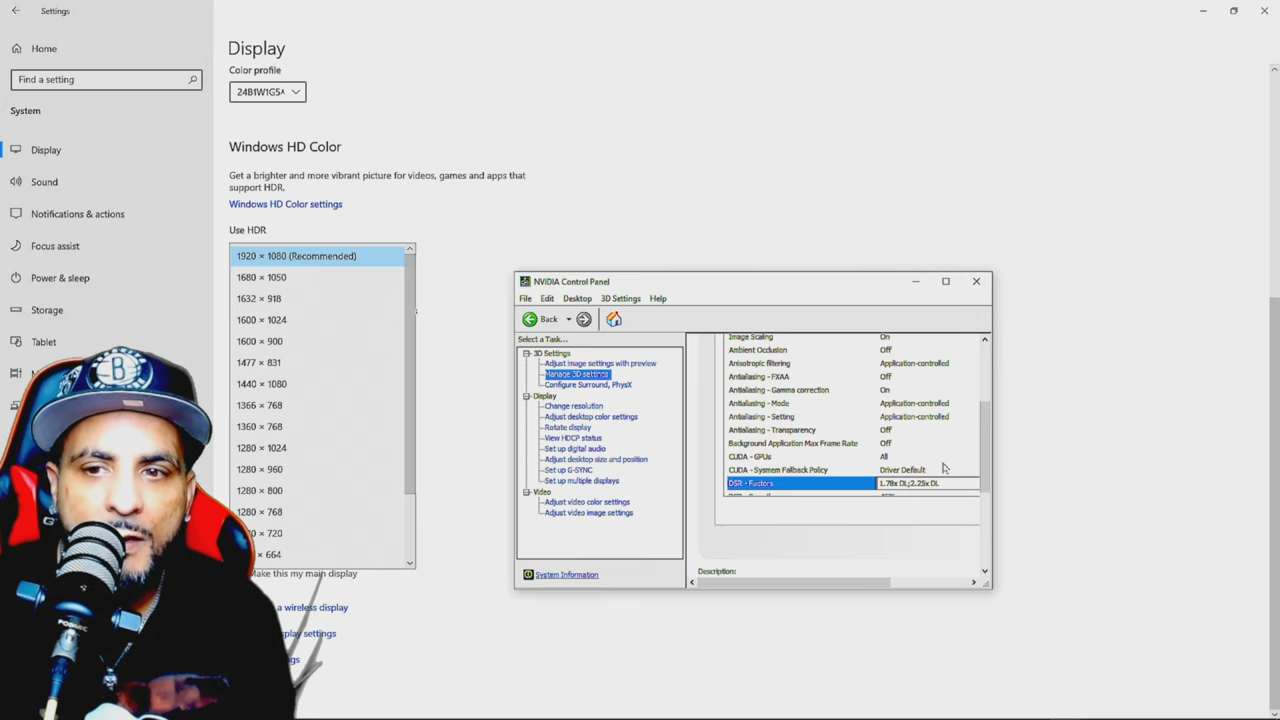 Settings
Home
Find a setting
System
Display
Sound
Notifications & actions
Focus assist
Power & sleep
Storage
Tablet
Display
Color profile
24B1W1G5A
Windows HD Color
Get a brighter and more vibrant picture for videos, games and apps that
support HDR.
Windows HD Color settings
Use HDR
1920 × 1080 (Recommended)
1680 × 1050
1632 × 918
1600 × 1024
1600 × 900
1477 × 831
1440 × 1080
1366 × 768
1360 × 768
1280 × 1024
1280 × 960
1280 × 800
1280 × 768
× 720
× 664
Make this my main display
a wireless display
settings
NVIDIA Control Panel
File Edit Desktop 3D Settings Help
Back
Select a Task...
3D Settings
Adjust image settings with preview
Manage 3D settings
Configure Surround, PhysX
Display
Change resolution
Adjust desktop color settings
Rotate display
View HDCP status
Set up digital audio
Adjust desktop size and position
Set up G-SYNC
Set up multiple displays
Video
Adjust video color settings
Adjust video image settings
System Information
Image Scaling On
Ambient Occlusion Off
Anisotropic filtering Application-controlled
Antialiasing - FXAA Off
Antialiasing - Gamma correction On
Antialiasing - Mode Application-controlled
Antialiasing - Setting Application-controlled
Antialiasing - Transparency Off
Background Application Max Frame Rate Off
CUDA - GPUs All
CUDA - Sysmem Fallback Policy Driver Default
DSR - Factors 1.78x DL;2.25x DL
Description: